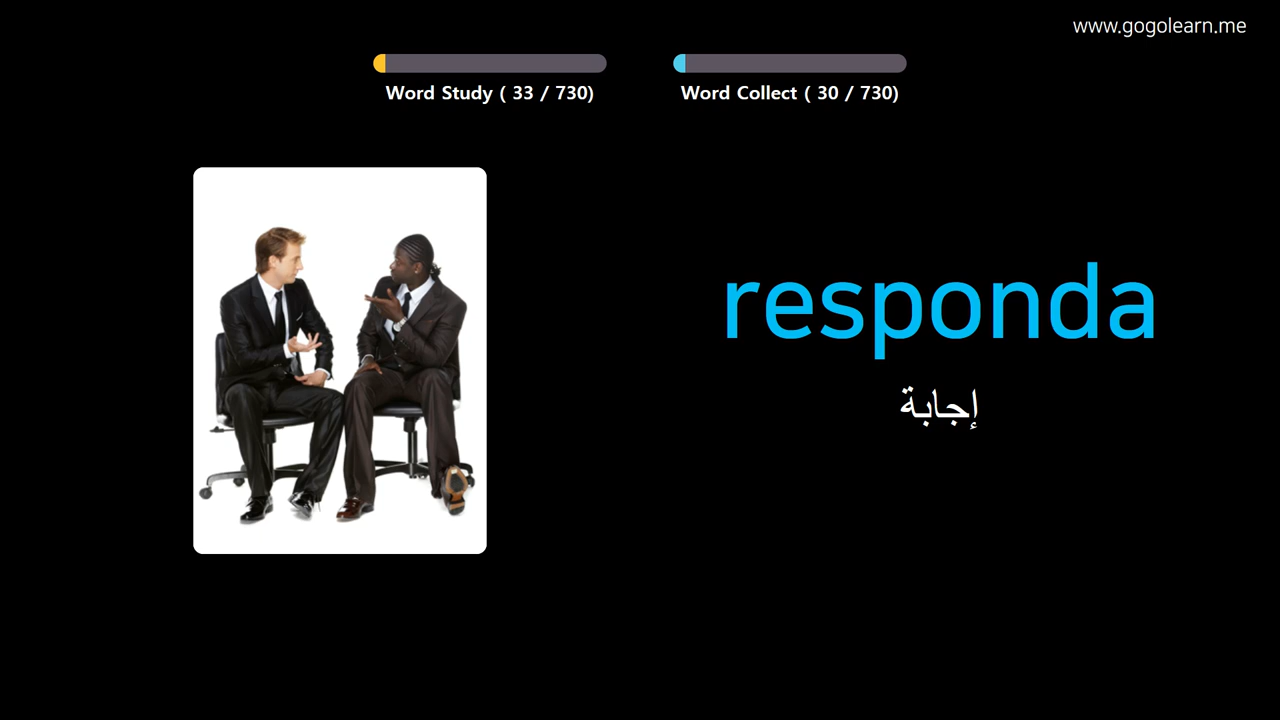 www.gogolearn.me
Word Study ( 33 / 730)
Word Collect ( 30 / 730)
responda
إجابة